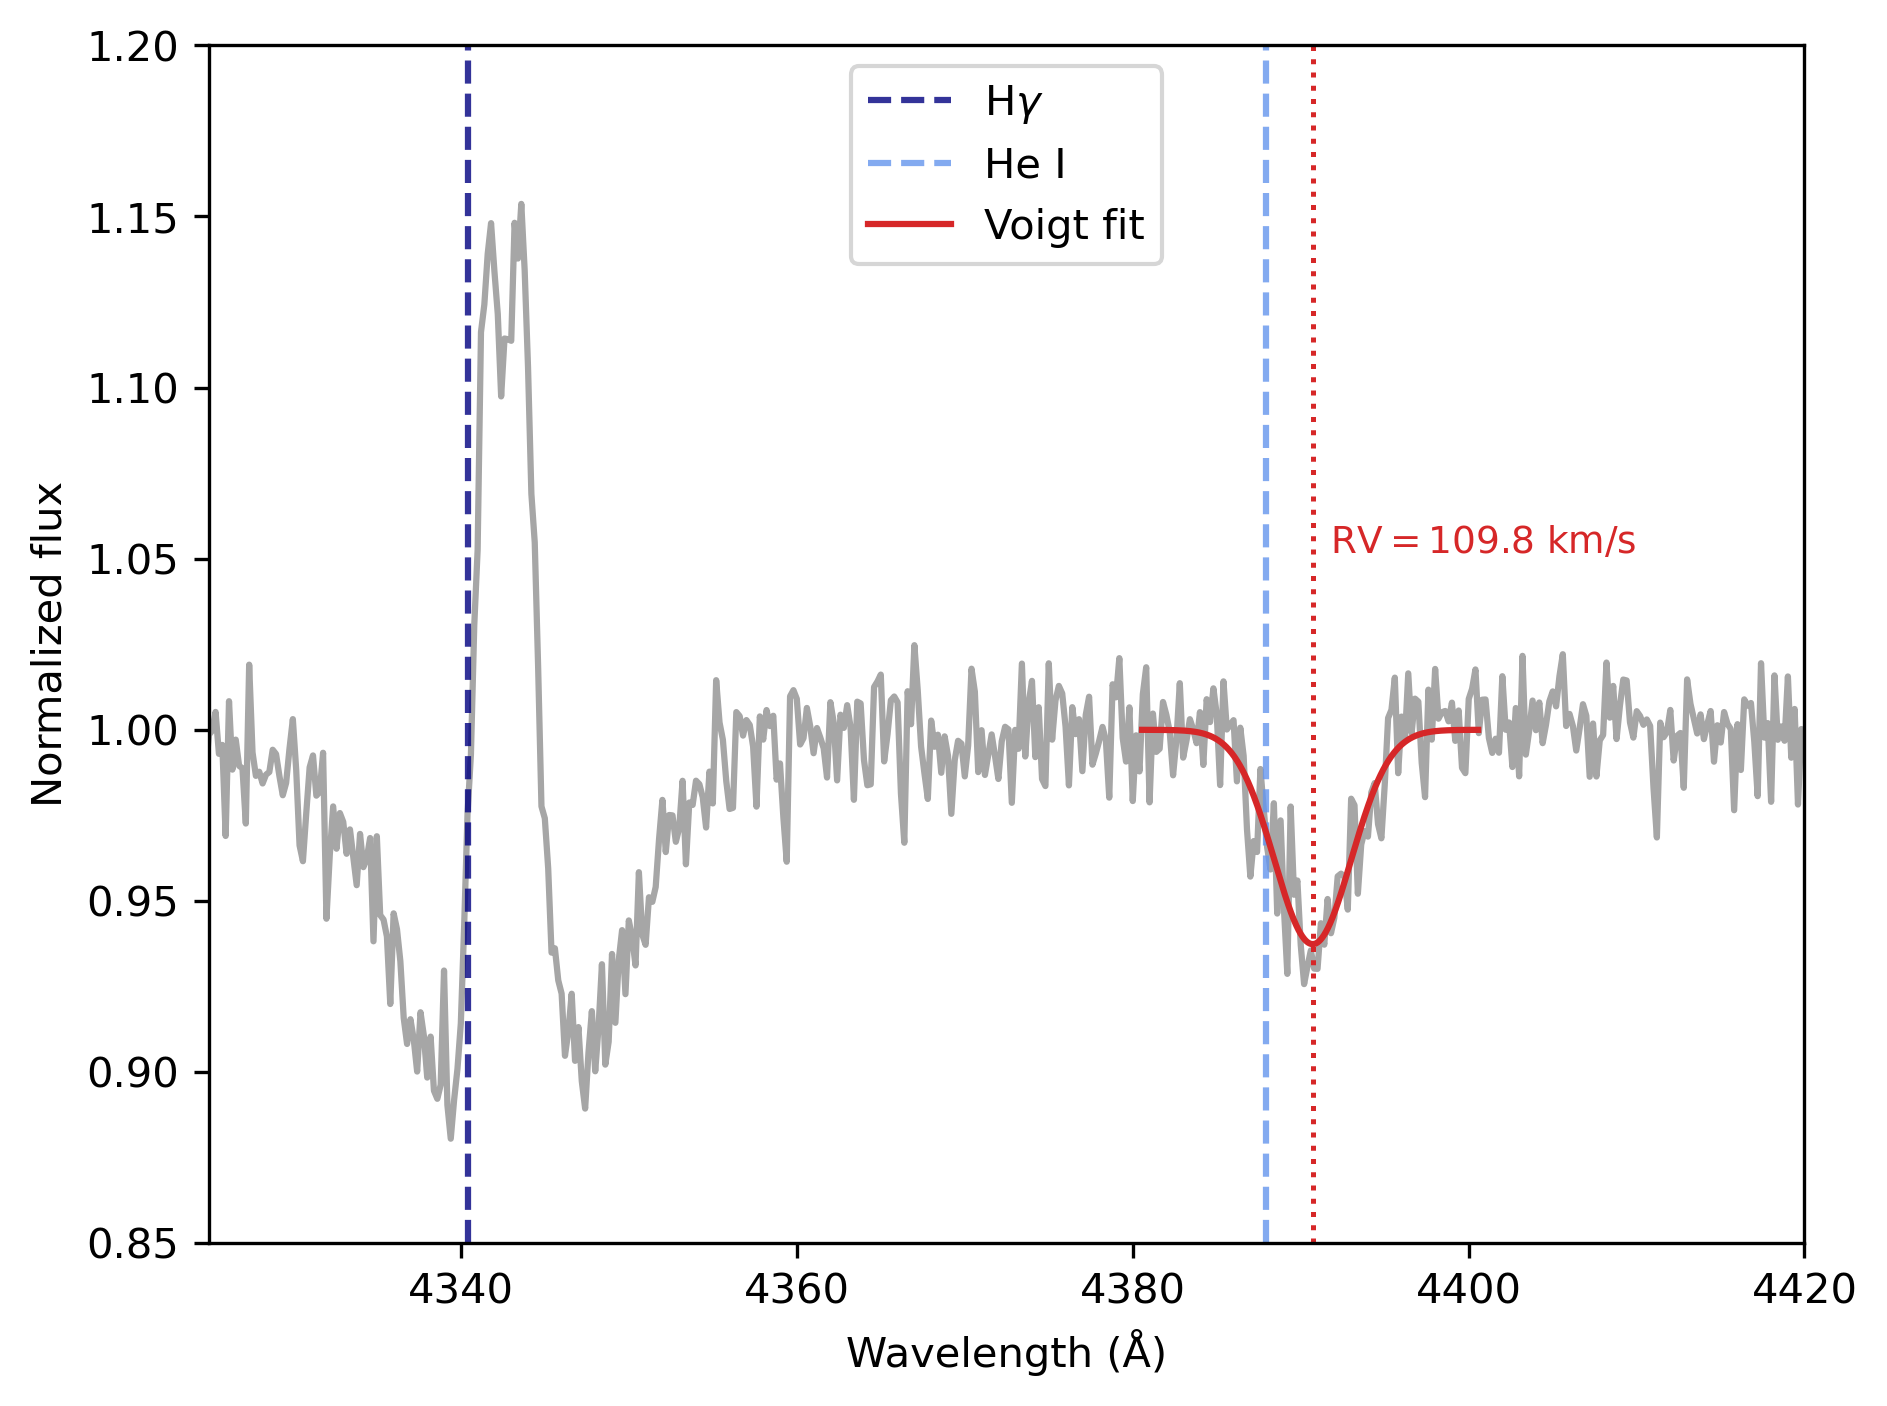 Hγ
He I
Voigt fit
RV = 109.8 km/s
1.20
1.15
1.10
1.05
1.00
0.95
0.90
0.85
Normalized flux
4340
4360
4380
4400
4420
Wavelength (Å)